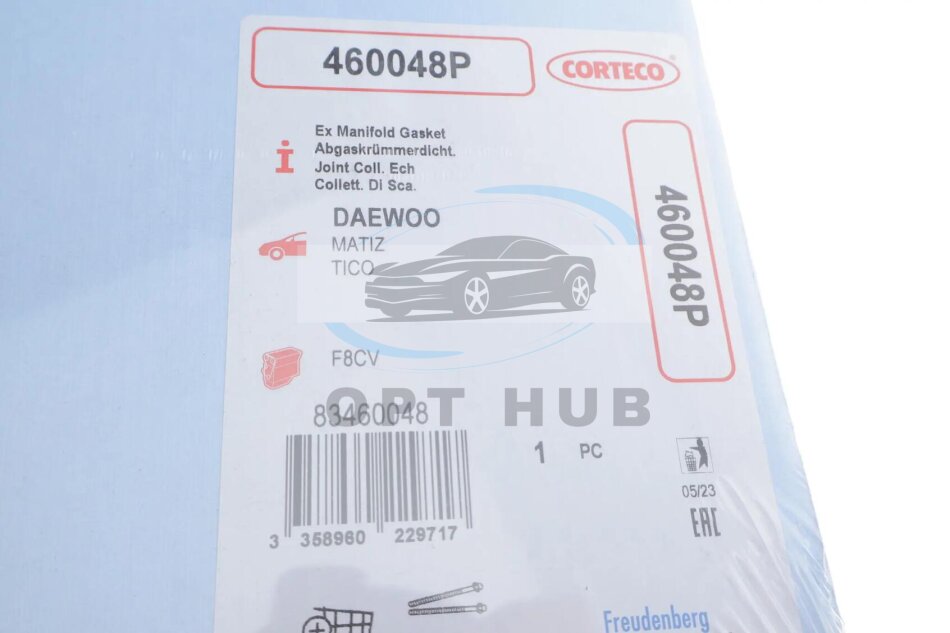 460048P
CORTECO
Ex Manifold Gasket
Abgaskrümmerdicht.
Joint Coll. Ech
Collett. Di Sca.
460048P
DAEWOO
MATIZ
TICO
F8CV
OPT HUB
83460048
1 PC
05/23
EAC
3 358960 229717
Freudenberg